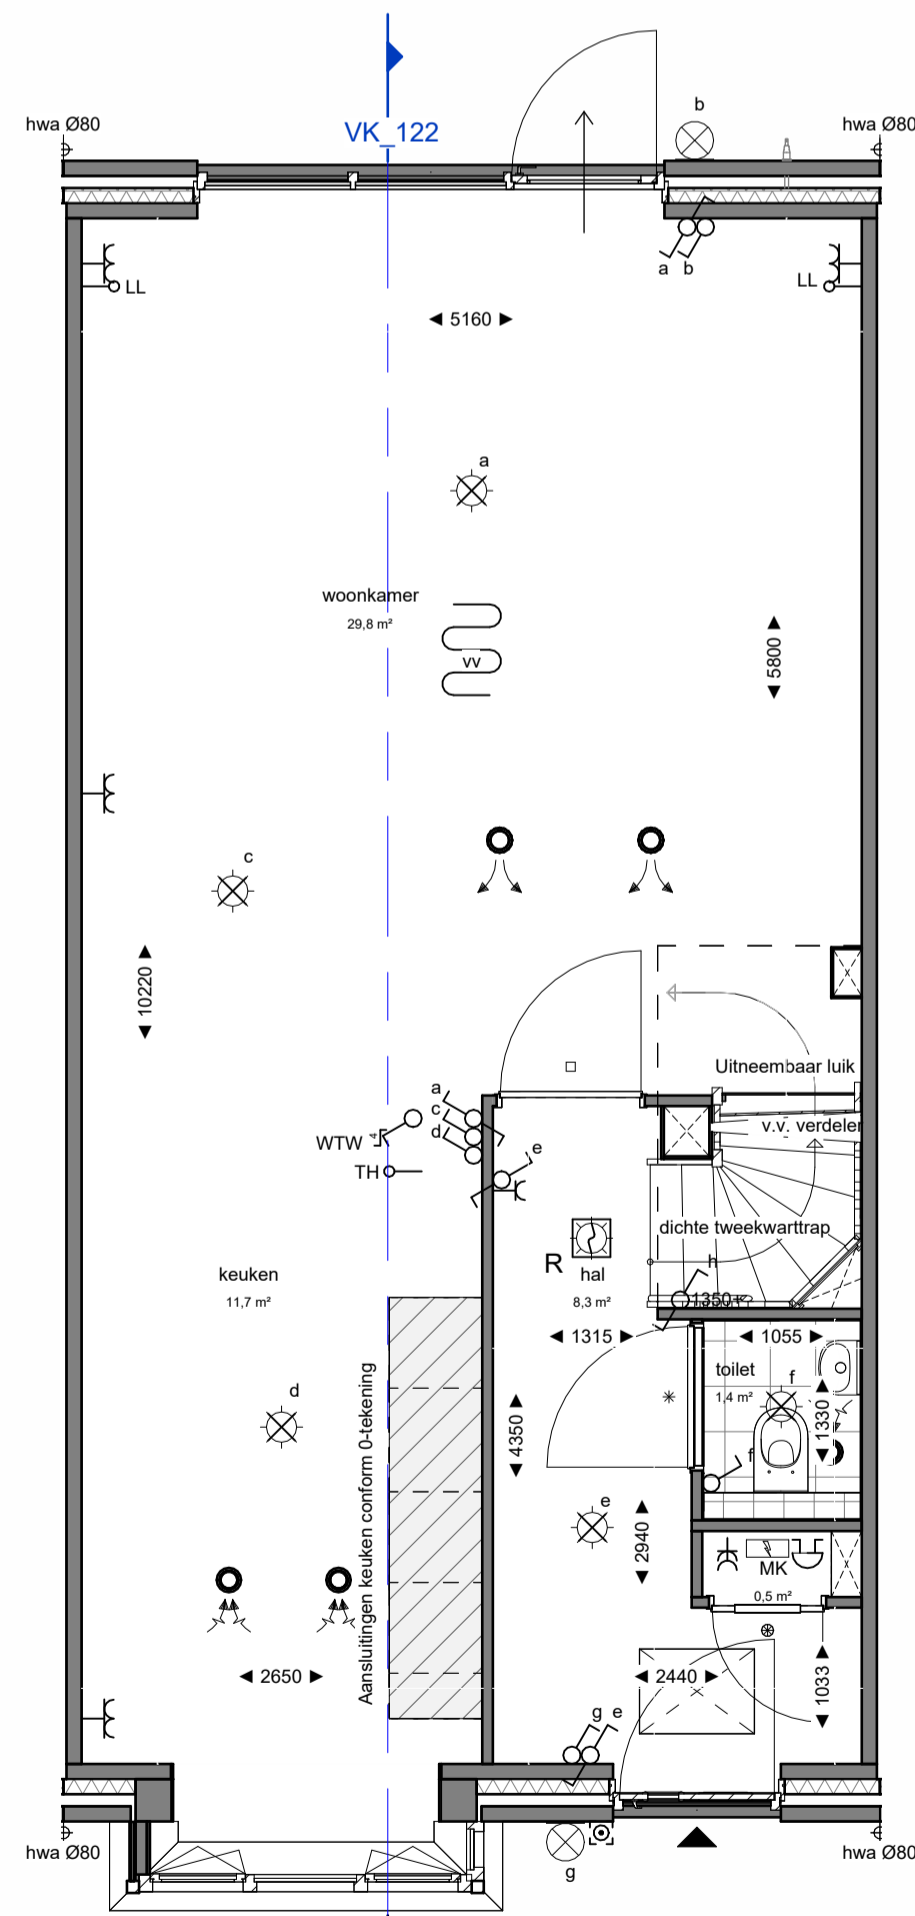 b
hwa Ø80
hwa Ø80
VK_122
a b
LL
LL
5160
a
woonkamer
29,8 m²
vv
5800
c
10220
Uitneembaar luik
a
c
d
v.v. verdeler
WTW
4
e
TH
dichte tweekwarttrap
R
hal
8,3 m²
h
1350+
keuken
11,7 m²
1315
1055
toilet
1,4 m²
f
1330
Aansluitingen keuken conform 0-tekening
d
4350
f
e
2940
MK
0,5 m²
2650
2440
1033
g e
hwa Ø80
hwa Ø80
g